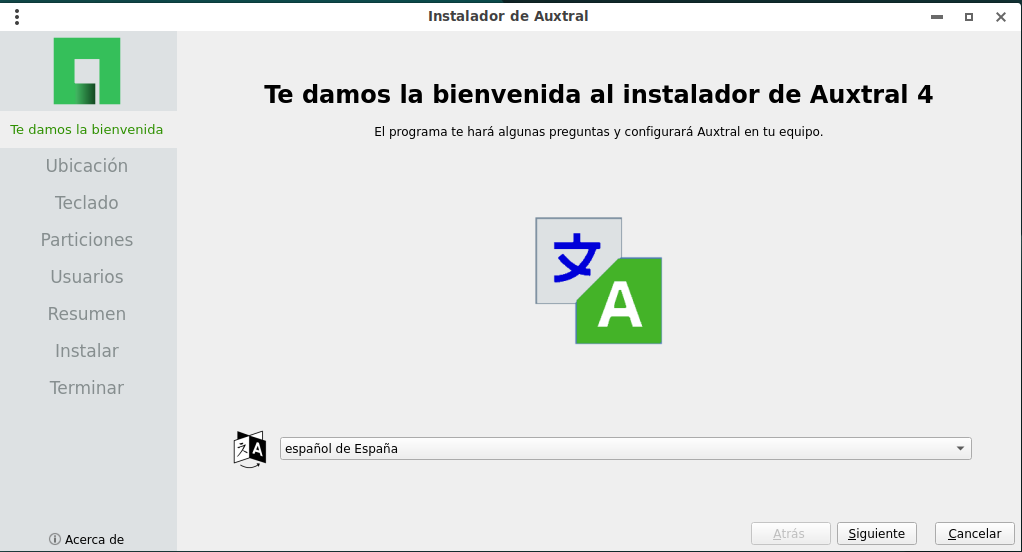 Instalador de Auxtral
Te damos la bienvenida
Ubicación
Teclado
Particiones
Usuarios
Resumen
Instalar
Terminar
Acerca de
Te damos la bienvenida al instalador de Auxtral 4
El programa te hará algunas preguntas y configurará Auxtral en tu equipo.
文
A
español de España
Atrás
Siguiente
Cancelar